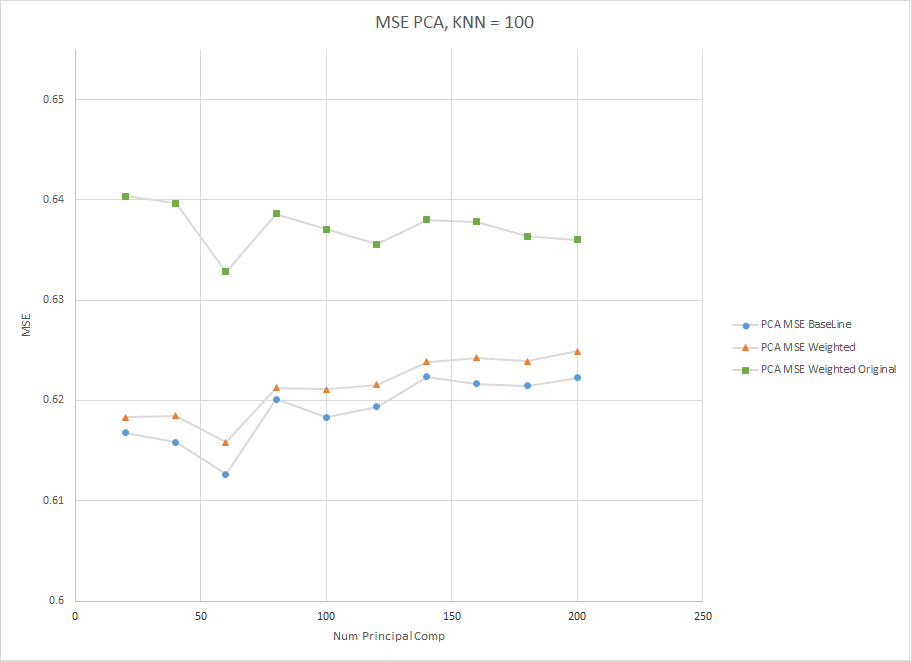 MSE PCA, KNN = 100
0.65
0.64
0.63
0.62
0.61
0.6
MSE
0 50 100 150 200 250
Num Principal Comp
PCA MSE BaseLine
PCA MSE Weighted
PCA MSE Weighted Original